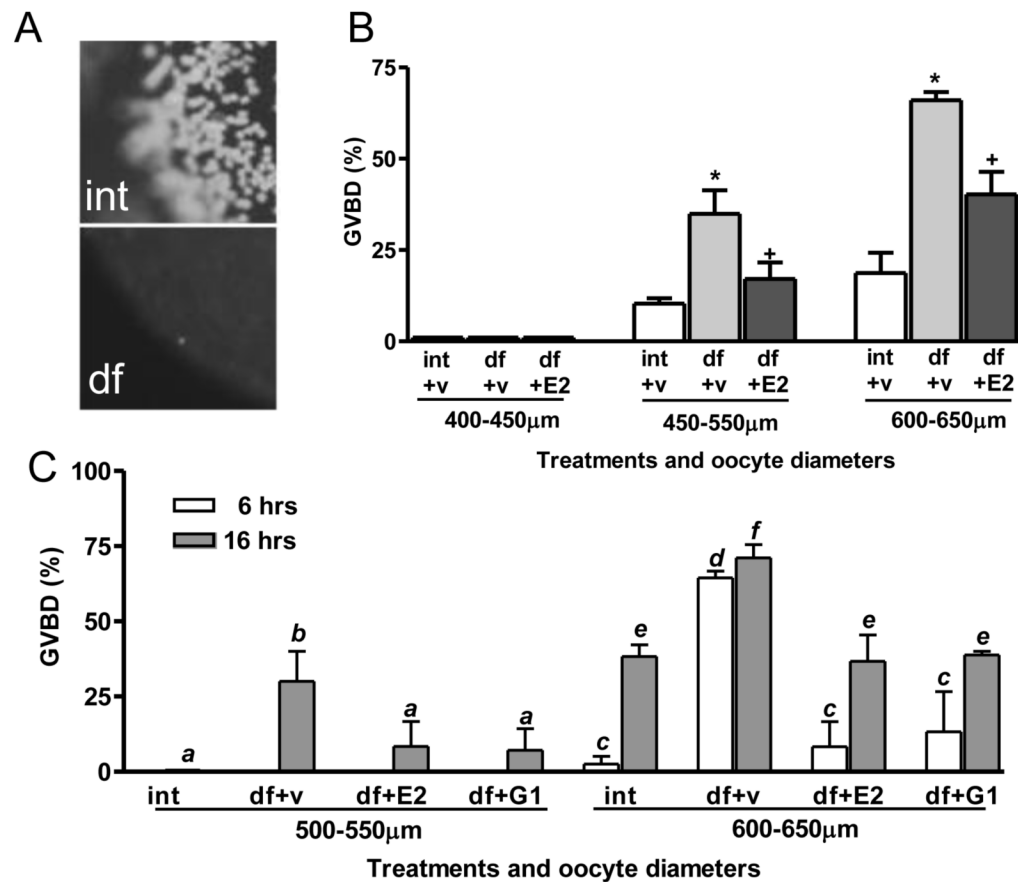 A
int
df
B
GVBD (%)
75
50
25
0
*
+
*
+
int df df int df df int df df
+v +v +E2 +v +v +E2 +v +v +E2
400-450μm 450-550μm 600-650μm
Treatments and oocyte diameters
C
GVBD (%)
100
75
50
25
0
6 hrs
16 hrs
a b a a c e d f c e c e
int df+v df+E2 df+G1 int df+v df+E2 df+G1
500-550μm 600-650μm
Treatments and oocyte diameters